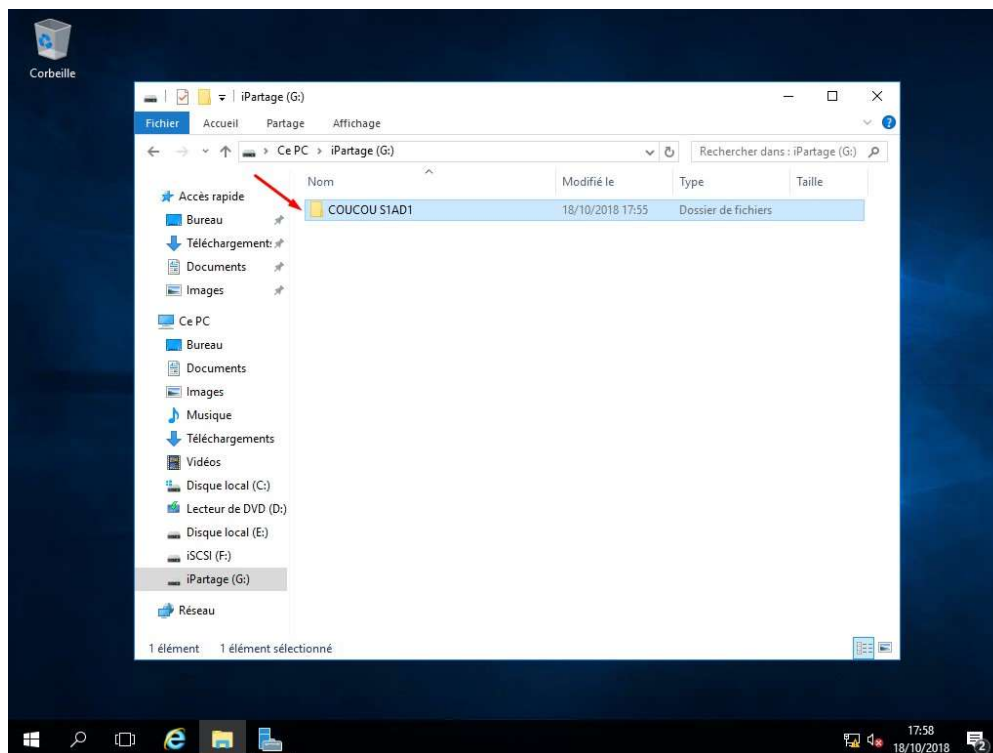 Corbeille
iPartage (G:)
Fichier Accueil Partage Affichage
Ce PC > iPartage (G:)
Rechercher dans : iPartage (G:)
Nom Modifié le Type Taille
COUCOU S1AD1 18/10/2018 17:55 Dossier de fichiers
Accès rapide
Bureau
Téléchargement:
Documents
Images
Ce PC
Bureau
Documents
Images
Musique
Téléchargements
Vidéos
Disque local (C:)
Lecteur de DVD (D:)
Disque local (E:)
iSCSI (F:)
iPartage (G:)
Réseau
1 élément 1 élément sélectionné
17:58
18/10/2018
2